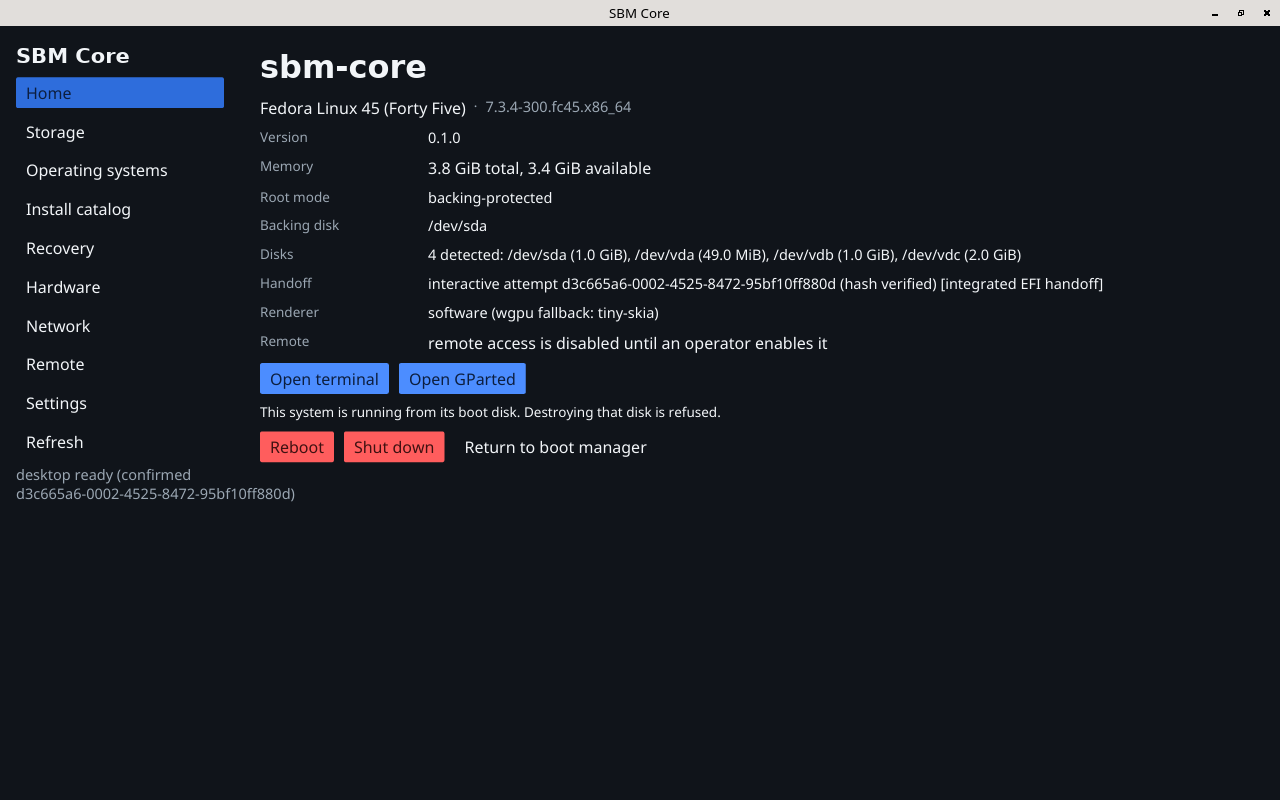 SBM Core
SBM Core
Home
Storage
Operating systems
Install catalog
Recovery
Hardware
Network
Remote
Settings
Refresh
desktop ready (confirmed
d3c665a6-0002-4525-8472-95bf10ff880d)
sbm-core
Fedora Linux 45 (Forty Five) · 7.3.4-300.fc45.x86_64
Version 0.1.0
Memory 3.8 GiB total, 3.4 GiB available
Root mode backing-protected
Backing disk /dev/sda
Disks 4 detected: /dev/sda (1.0 GiB), /dev/vda (49.0 MiB), /dev/vdb (1.0 GiB), /dev/vdc (2.0 GiB)
Handoff interactive attempt d3c665a6-0002-4525-8472-95bf10ff880d (hash verified) [integrated EFI handoff]
Renderer software (wgpu fallback: tiny-skia)
Remote remote access is disabled until an operator enables it
Open terminal Open GParted
This system is running from its boot disk. Destroying that disk is refused.
Reboot Shut down Return to boot manager